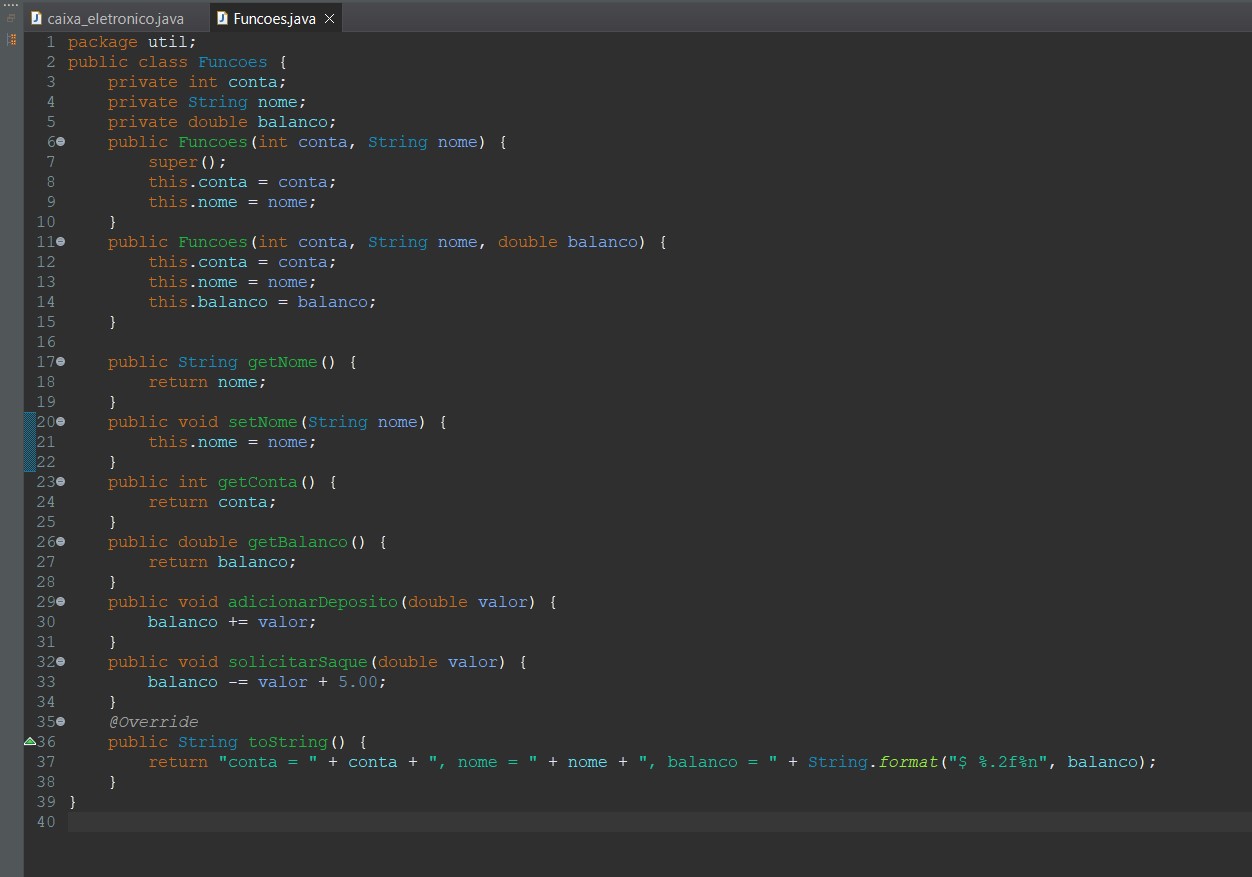 caixa_eletronico.java Funcoes.java
1 package util;
2 public class Funcoes {
3     private int conta;
4     private String nome;
5     private double balanco;
6     public Funcoes(int conta, String nome) {
7         super();
8         this.conta = conta;
9         this.nome = nome;
10     }
11     public Funcoes(int conta, String nome, double balanco) {
12         this.conta = conta;
13         this.nome = nome;
14         this.balanco = balanco;
15     }
16
17     public String getNome() {
18         return nome;
19     }
20     public void setNome(String nome) {
21         this.nome = nome;
22     }
23     public int getConta() {
24         return conta;
25     }
26     public double getBalanco() {
27         return balanco;
28     }
29     public void adicionarDeposito(double valor) {
30         balanco += valor;
31     }
32     public void solicitarSaque(double valor) {
33         balanco -= valor + 5.00;
34     }
35     @Override
36     public String toString() {
37         return "conta = " + conta + ", nome = " + nome + ", balanco = " + String.format("$ %.2f%n", balanco);
38     }
39 }
40